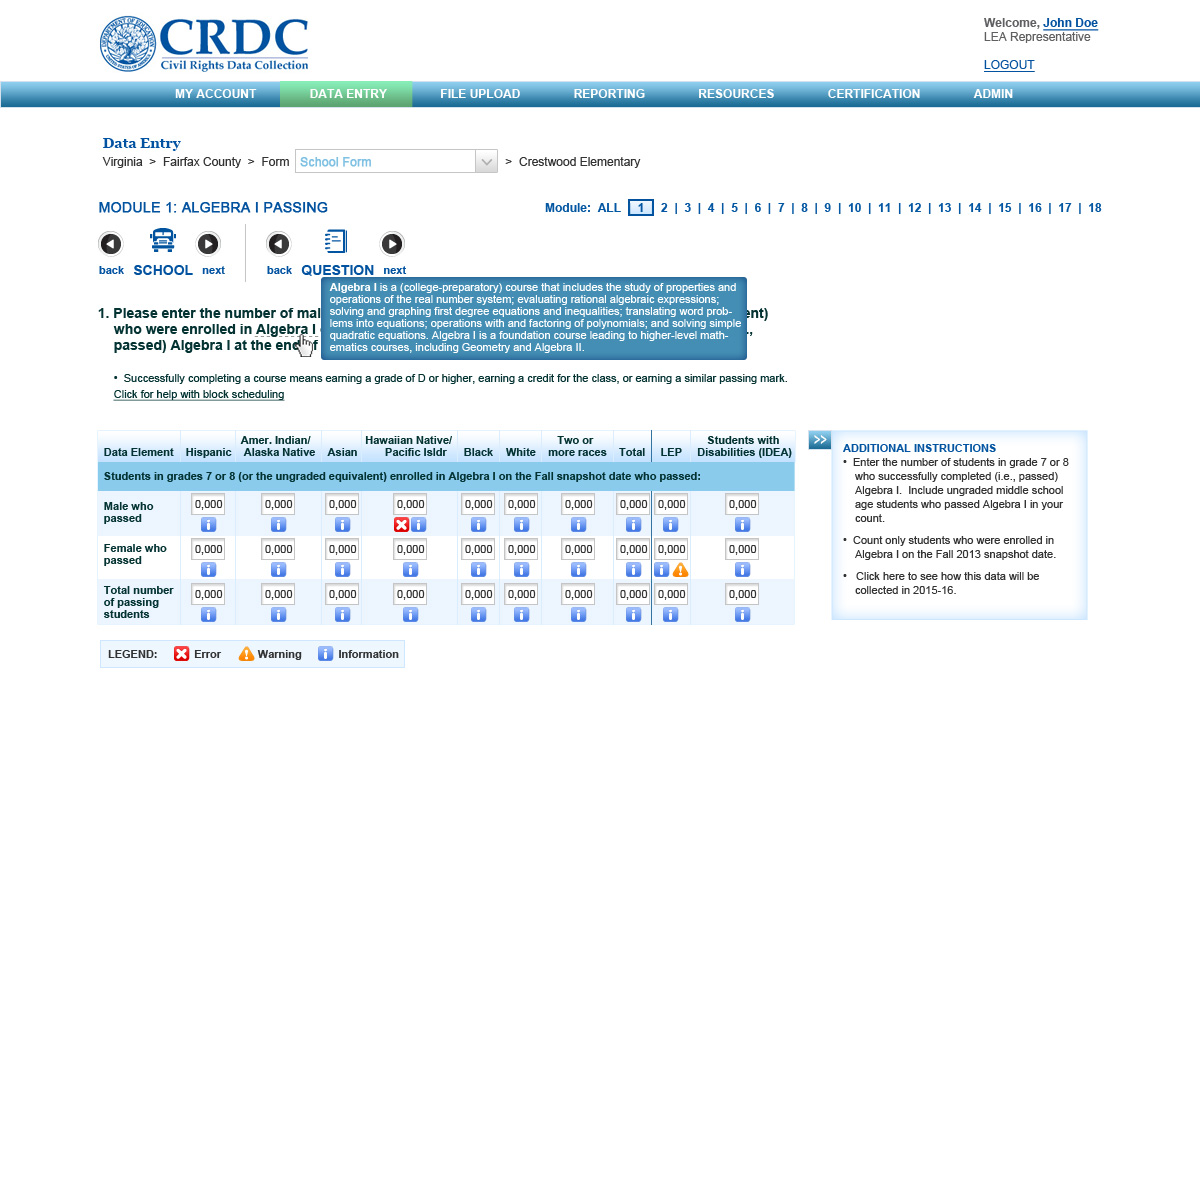 CRDC
Civil Rights Data Collection
Welcome, John Doe
LEA Representative
LOGOUT
MY ACCOUNT DATA ENTRY FILE UPLOAD REPORTING RESOURCES CERTIFICATION ADMIN
Data Entry
Virginia > Fairfax County > Form School Form > Crestwood Elementary
MODULE 1: ALGEBRA I PASSING
Module: ALL 1 2 | 3 | 4 | 5 | 6 | 7 | 8 | 9 | 10 | 11 | 12 | 13 | 14 | 15 | 16 | 17 | 18
back SCHOOL next back QUESTION next
Algebra I is a (college-preparatory) course that includes the study of properties and
operations of the real number system; evaluating rational algebraic expressions;
solving and graphing first degree equations and inequalities; translating word prob-
lems into equations; operations with and factoring of polynomials; and solving simple
quadratic equations. Algebra I is a foundation course leading to higher-level math-
ematics courses, including Geometry and Algebra II.
1. Please enter the number of
who were enrolled in Algebra I
passed) Algebra I at the end of
• Successfully completing a course means earning a grade of D or higher, earning a credit for the class, or earning a similar passing mark.
Click for help with block scheduling
Data Element Hispanic Amer. Indian/ Alaska Native Asian Hawaiian Native/ Pacific Isldr Black White Two or more races Total LEP Students with Disabilities (IDEA)
Students in grades 7 or 8 (or the ungraded equivalent) enrolled in Algebra I on the Fall snapshot date who passed:
Male who passed 0,000 0,000 0,000 0,000 0,000 0,000 0,000 0,000 0,000 0,000
Female who passed 0,000 0,000 0,000 0,000 0,000 0,000 0,000 0,000 0,000 0,000
Total number of passing students 0,000 0,000 0,000 0,000 0,000 0,000 0,000 0,000 0,000 0,000
LEGEND: Error Warning Information
>>
ADDITIONAL INSTRUCTIONS
• Enter the number of students in grade 7 or 8
who successfully completed (i.e., passed)
Algebra I. Include ungraded middle school
age students who passed Algebra I in your
count.
• Count only students who were enrolled in
Algebra I on the Fall 2013 snapshot date.
• Click here to see how this data will be
collected in 2015-16.